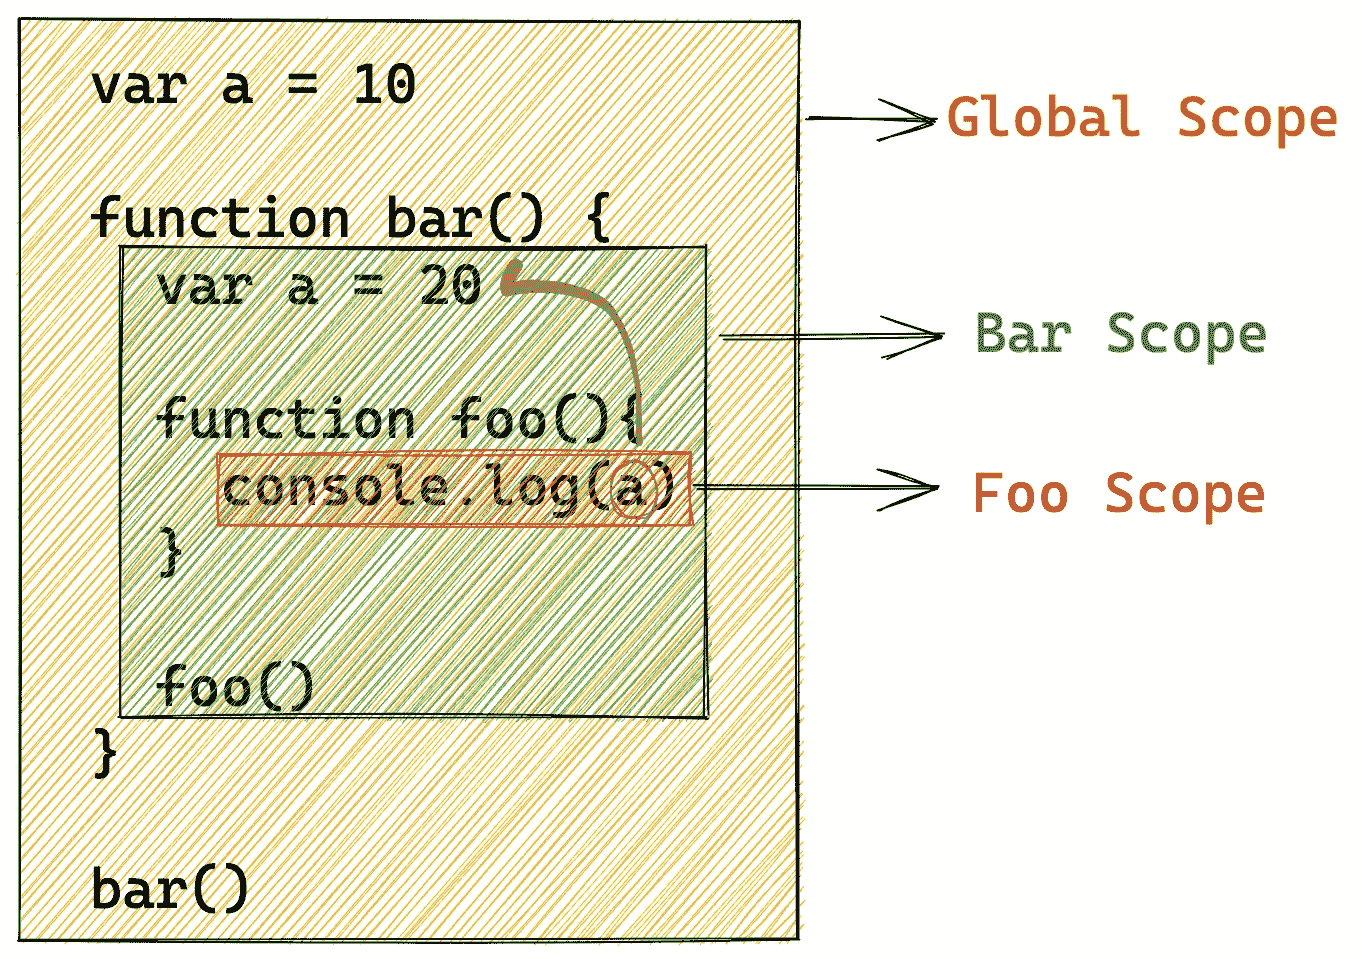 var a = 10
Global Scope
function bar() {
var a = 20
Bar Scope
function foo(){
console.log(a)
Foo Scope
}
foo()
}
bar()